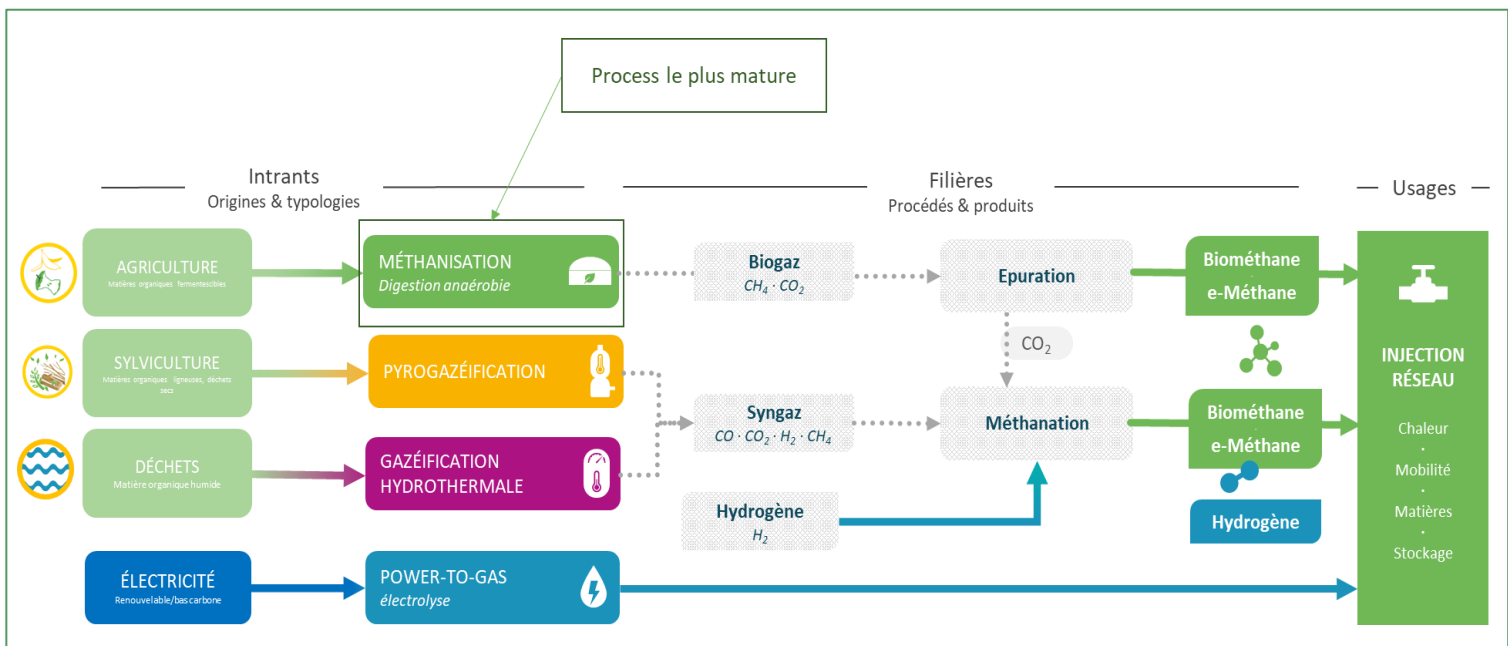 Process le plus mature
Intrants
Origines & typologies
Filières
Procédés & produits
Usages
AGRICULTURE
Matières organiques fermentescibles
MÉTHANISATION
Digestion anaérobie
Biogaz
CH₄ · CO₂
Epuration
Biométhane
·
e-Méthane
CO₂
SYLVICULTURE
Matières organiques ligneuses, déchets
secs
PYROGAZÉIFICATION
Syngaz
CO · CO₂ · H₂ · CH₄
Méthanation
Biométhane
·
e-Méthane
DÉCHETS
Matière organique humide
GAZÉIFICATION
HYDROTHERMALE
Hydrogène
H₂
Hydrogène
ÉLECTRICITÉ
Renouvelable/bas carbone
POWER-TO-GAS
électrolyse
INJECTION
RÉSEAU
Chaleur
·
Mobilité
·
Matières
·
Stockage